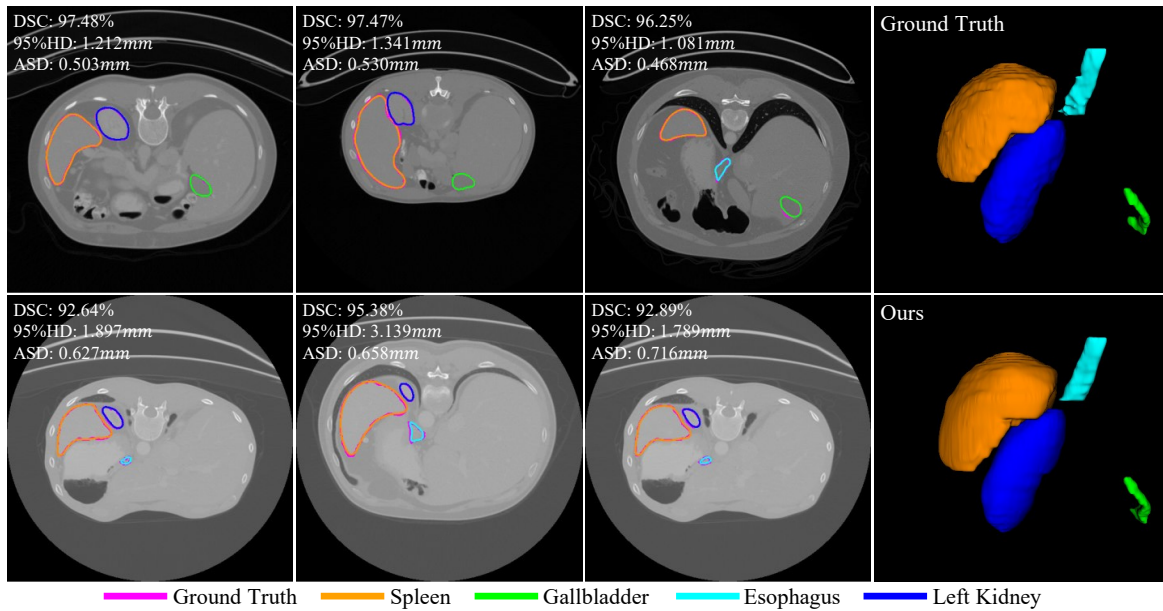 DSC: 97.48%
95%HD: 1.212mm
ASD: 0.503mm
DSC: 97.47%
95%HD: 1.341mm
ASD: 0.530mm
DSC: 96.25%
95%HD: 1. 081mm
ASD: 0.468mm
Ground Truth
DSC: 92.64%
95%HD: 1.897mm
ASD: 0.627mm
DSC: 95.38%
95%HD: 3.139mm
ASD: 0.658mm
DSC: 92.89%
95%HD: 1.789mm
ASD: 0.716mm
Ours
Ground Truth Spleen Gallbladder Esophagus Left Kidney